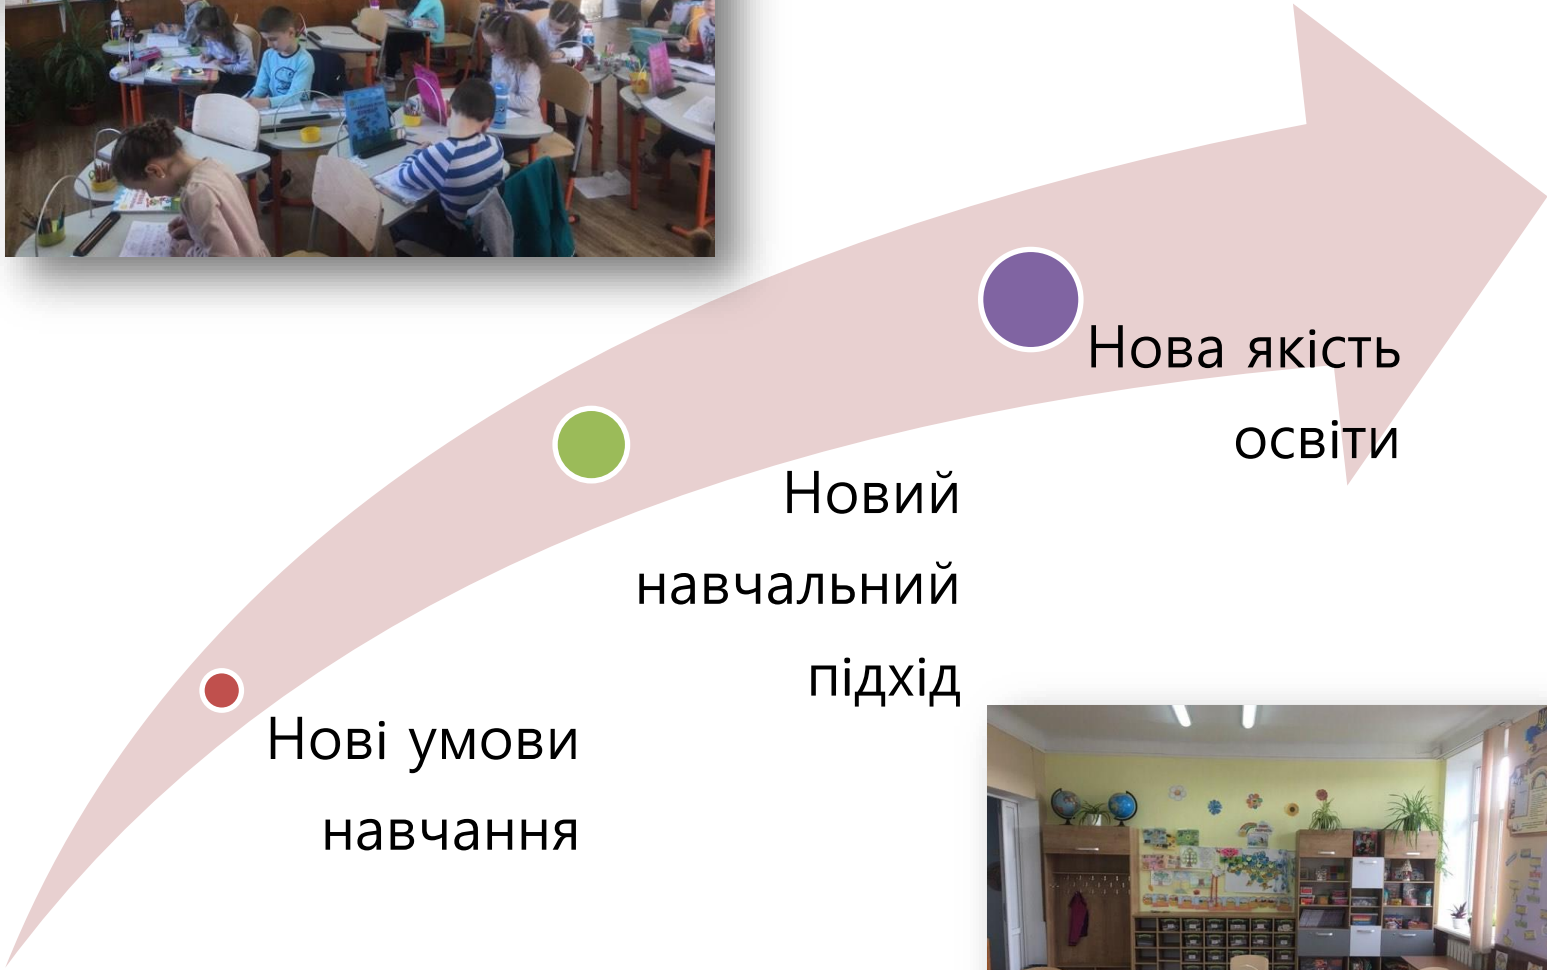 Нова якість
освіти
Новий
навчальний
підхід
Нові умови
навчання